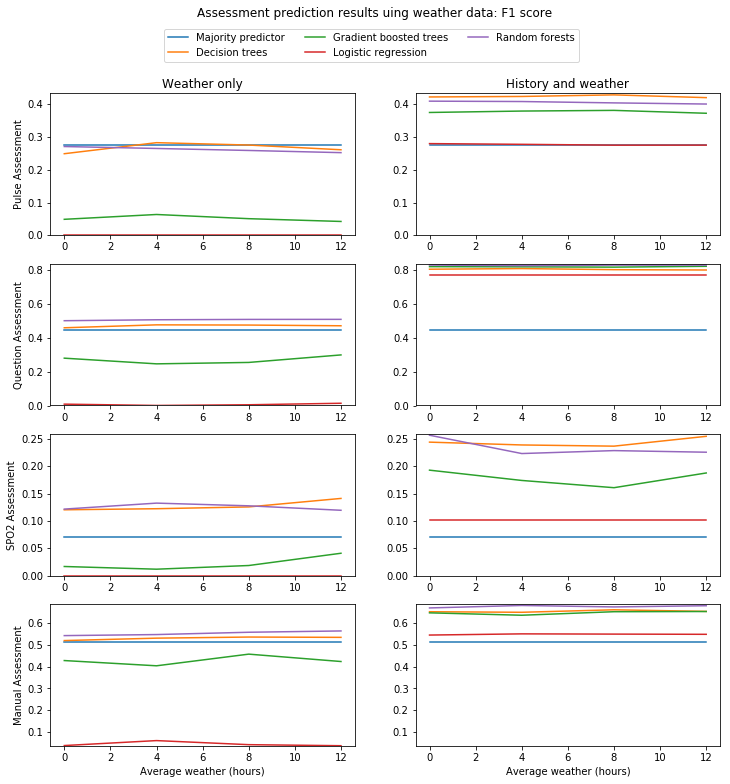 Assessment prediction results uing weather data: F1 score
Majority predictor Gradient boosted trees Random forests
Decision trees Logistic regression
Weather only History and weather
Pulse Assessment
0.4 0.4
0.3 0.3
0.2 0.2
0.1 0.1
0.0 0.0
0 2 4 6 8 10 12 0 2 4 6 8 10 12
Question Assessment
0.8 0.8
0.6 0.6
0.4 0.4
0.2 0.2
0.0 0.0
0 2 4 6 8 10 12 0 2 4 6 8 10 12
SPO2 Assessment
0.25 0.25
0.20 0.20
0.15 0.15
0.10 0.10
0.05 0.05
0.00 0.00
0 2 4 6 8 10 12 0 2 4 6 8 10 12
Manual Assessment
0.6 0.6
0.5 0.5
0.4 0.4
0.3 0.3
0.2 0.2
0.1 0.1
0 2 4 6 8 10 12 0 2 4 6 8 10 12
Average weather (hours) Average weather (hours)